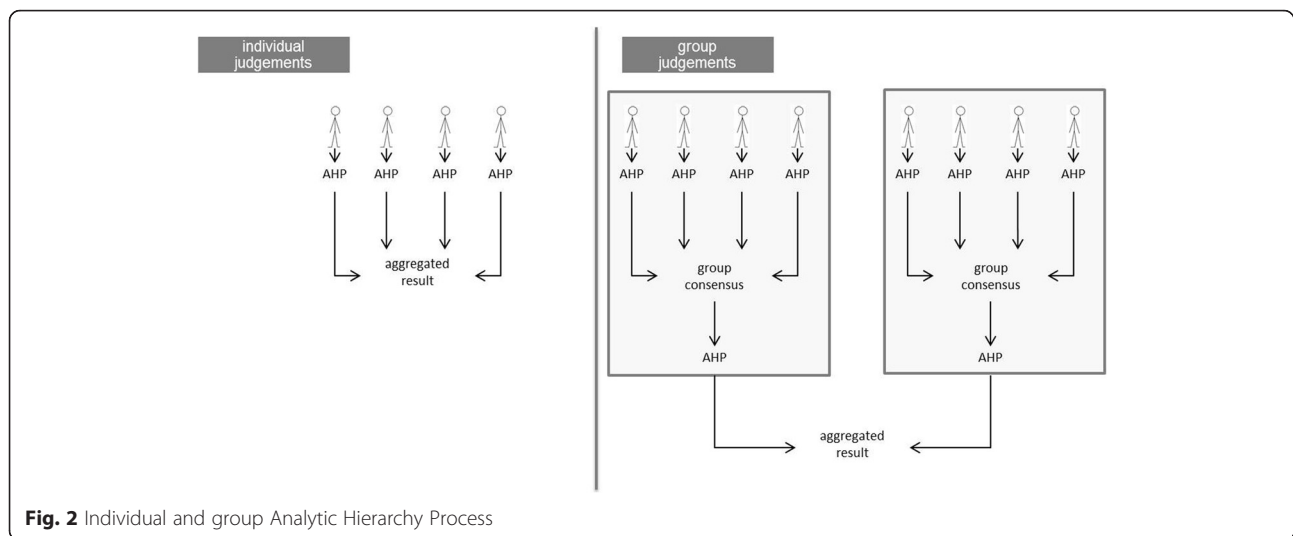 individual
judgements
group
judgements
AHP AHP AHP AHP
aggregated
result
AHP AHP AHP AHP
group
consensus
AHP
AHP AHP AHP AHP
group
consensus
AHP
aggregated
result
Fig. 2 Individual and group Analytic Hierarchy Process